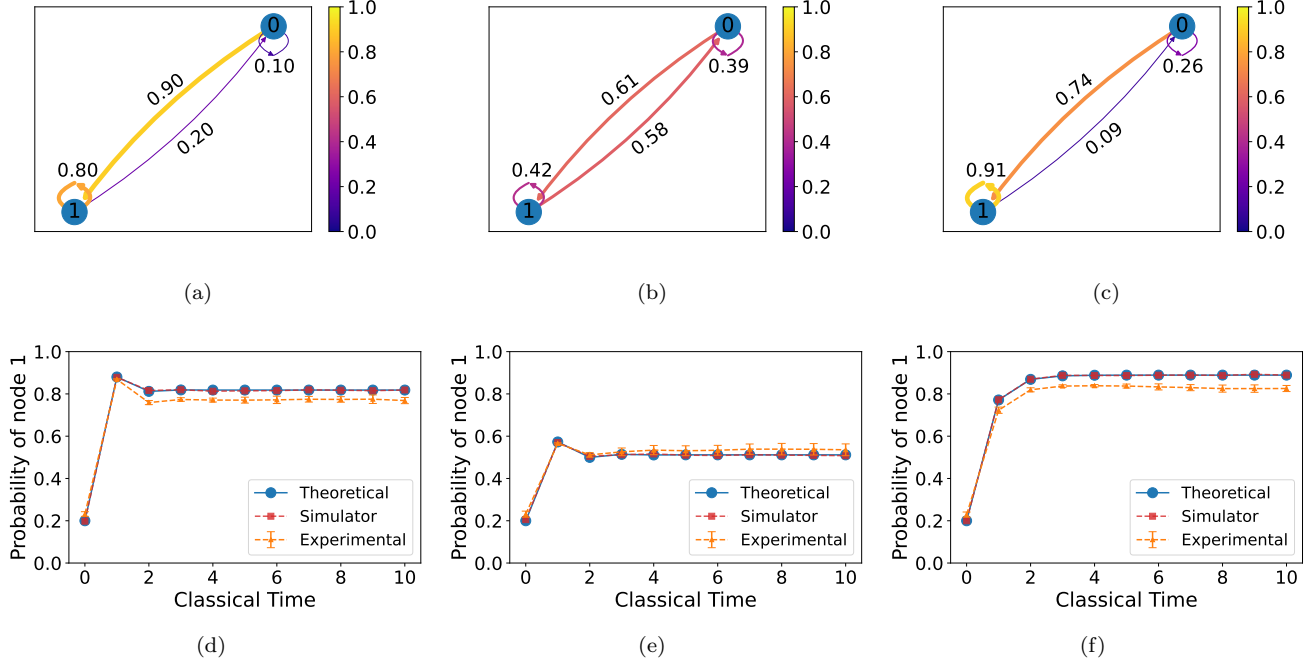 0
0.10
0.90
0.20
0.80
1
1.0
0.8
0.6
0.4
0.2
0.0
(a)
0
0.39
0.61
0.58
0.42
1
1.0
0.8
0.6
0.4
0.2
0.0
(b)
0
0.26
0.74
0.09
0.91
1
1.0
0.8
0.6
0.4
0.2
0.0
(c)
Probability of node 1
1.0
0.8
0.6
0.4
0.2
0.0
Theoretical
Simulator
Experimental
0 2 4 6 8 10
Classical Time
(d)
Probability of node 1
1.0
0.8
0.6
0.4
0.2
0.0
Theoretical
Simulator
Experimental
0 2 4 6 8 10
Classical Time
(e)
Probability of node 1
1.0
0.8
0.6
0.4
0.2
0.0
Theoretical
Simulator
Experimental
0 2 4 6 8 10
Classical Time
(f)